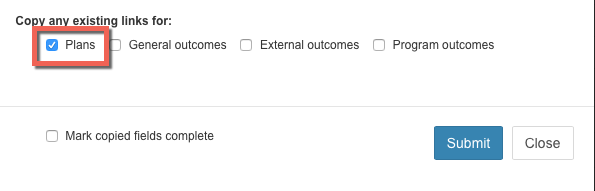 Copy any existing links for:
Plans General outcomes External outcomes Program outcomes
Mark copied fields complete
Submit Close